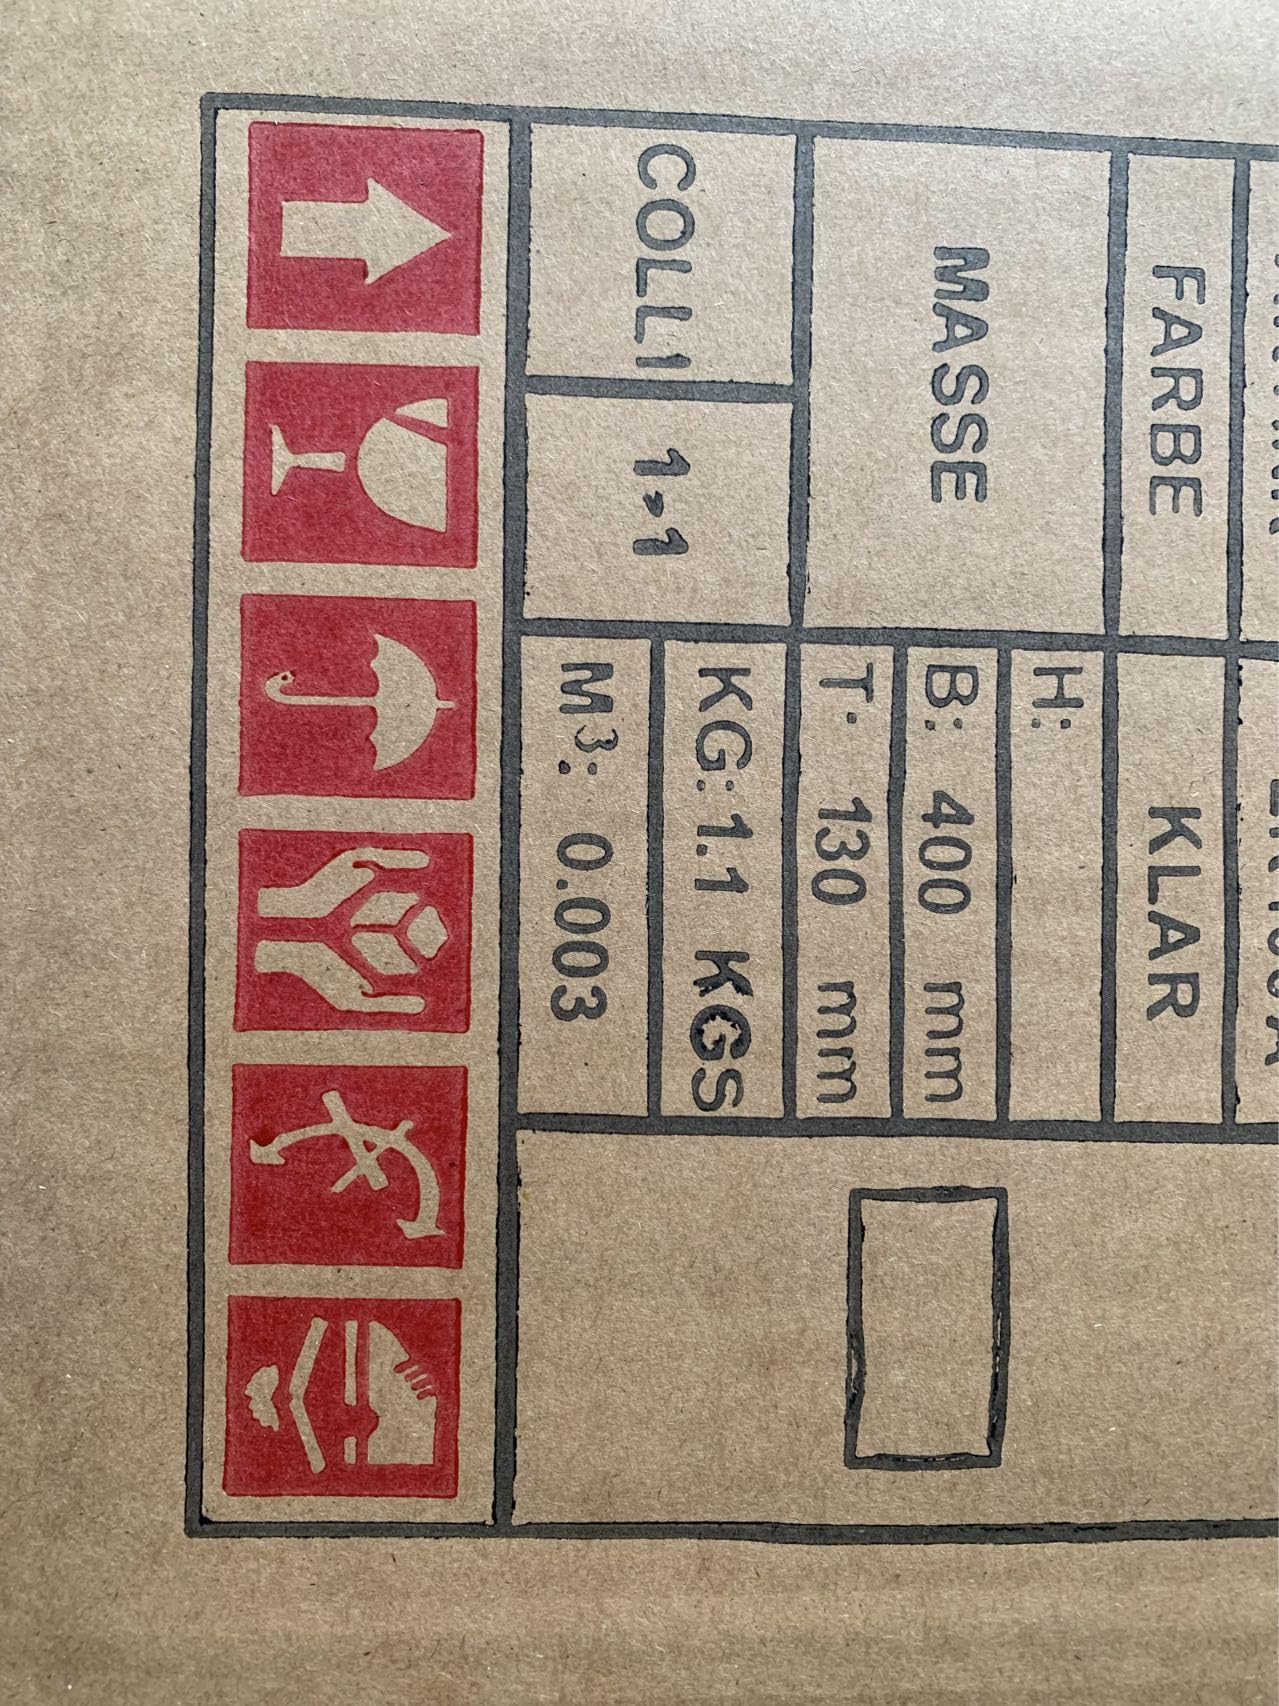 FARBE KLAR
H:
MASSE B: 400 mm
T· 130 mm
COLLI 1›1 KG: 1.1 KGS
M³: 0.003